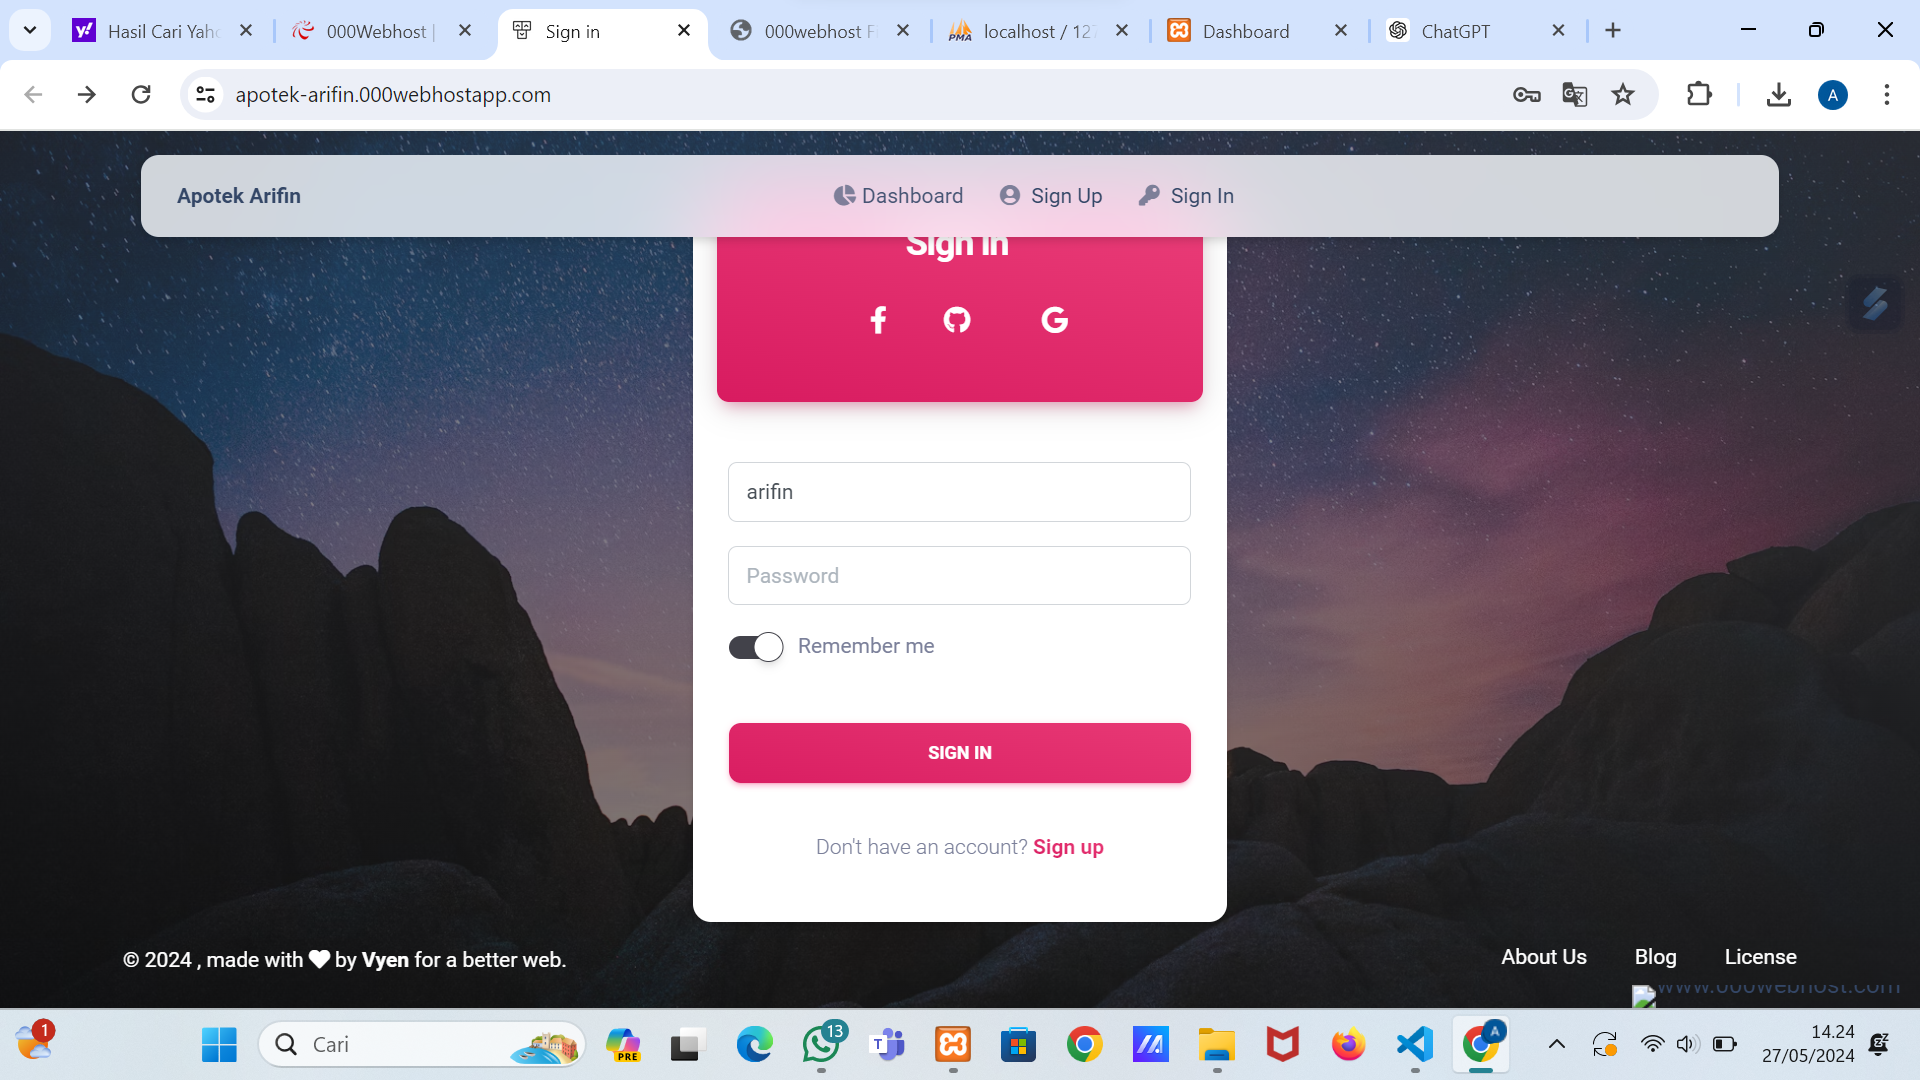 Hasil Cari Yaho
000Webhost |
Sign in
000webhost F
localhost / 127
Dashboard
ChatGPT
apotek-arifin.000webhostapp.com
A
Apotek Arifin
Dashboard
Sign Up
Sign In
Sign in
arifin
Password
Remember me
SIGN IN
Don't have an account? Sign up
© 2024 , made with by Vyen for a better web.
About Us
Blog
License
www.000webhost.com
1
Cari
PRE
13
A
14.24
27/05/2024